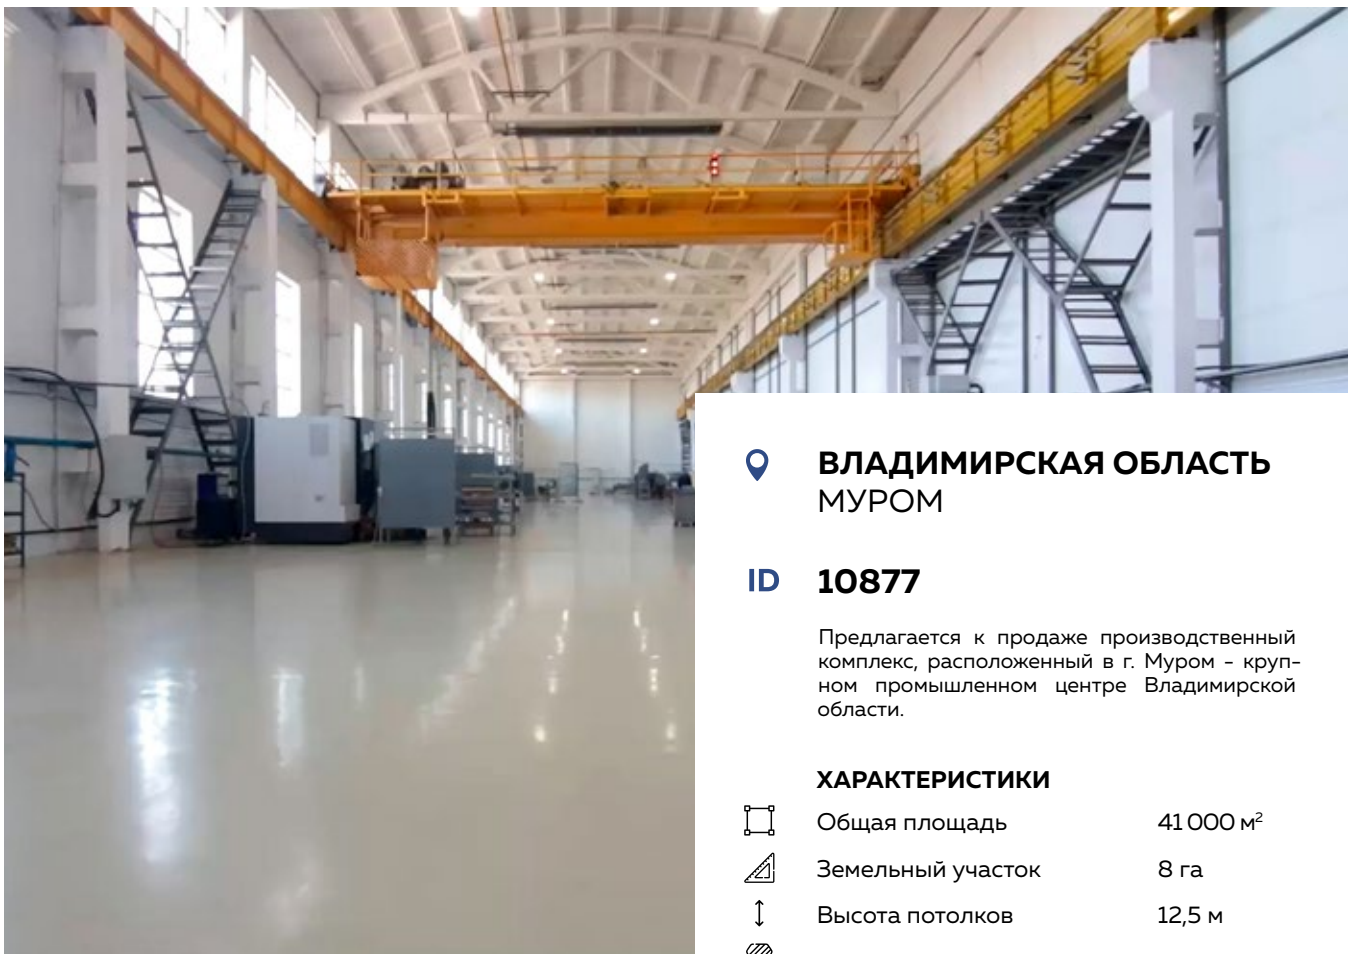 ВЛАДИМИРСКАЯ ОБЛАСТЬ
МУРОМ
ID 10877
Предлагается к продаже производственный
комплекс, расположенный в г. Муром - круп-
ном промышленном центре Владимирской
области.
ХАРАКТЕРИСТИКИ
Общая площадь 41 000 м²
Земельный участок 8 га
Высота потолков 12,5 м